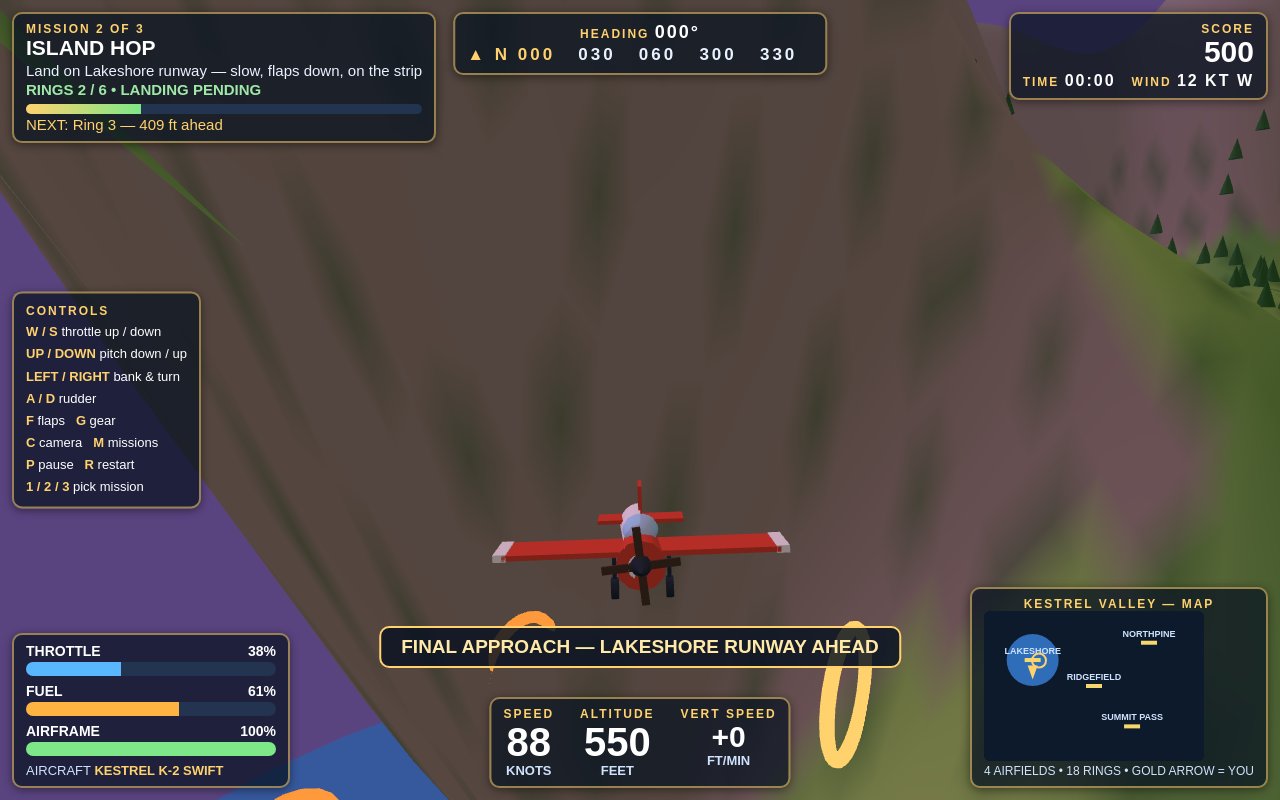 MISSION 2 OF 3
ISLAND HOP
Land on Lakeshore runway — slow, flaps down, on the strip
RINGS 2 / 6 • LANDING PENDING
NEXT: Ring 3 — 409 ft ahead
HEADING 000°
▲ N 000 030 060 300 330
SCORE
500
TIME 00:00 WIND 12 KT W
CONTROLS
W / S throttle up / down
UP / DOWN pitch down / up
LEFT / RIGHT bank & turn
A / D rudder
F flaps G gear
C camera M missions
P pause R restart
1 / 2 / 3 pick mission
FINAL APPROACH — LAKESHORE RUNWAY AHEAD
THROTTLE 38%
FUEL 61%
AIRFRAME 100%
AIRCRAFT KESTREL K-2 SWIFT
SPEED ALTITUDE VERT SPEED
88 550 +0
KNOTS FEET FT/MIN
KESTREL VALLEY — MAP
NORTHPINE
LAKESHORE
RIDGEFIELD
SUMMIT PASS
4 AIRFIELDS • 18 RINGS • GOLD ARROW = YOU